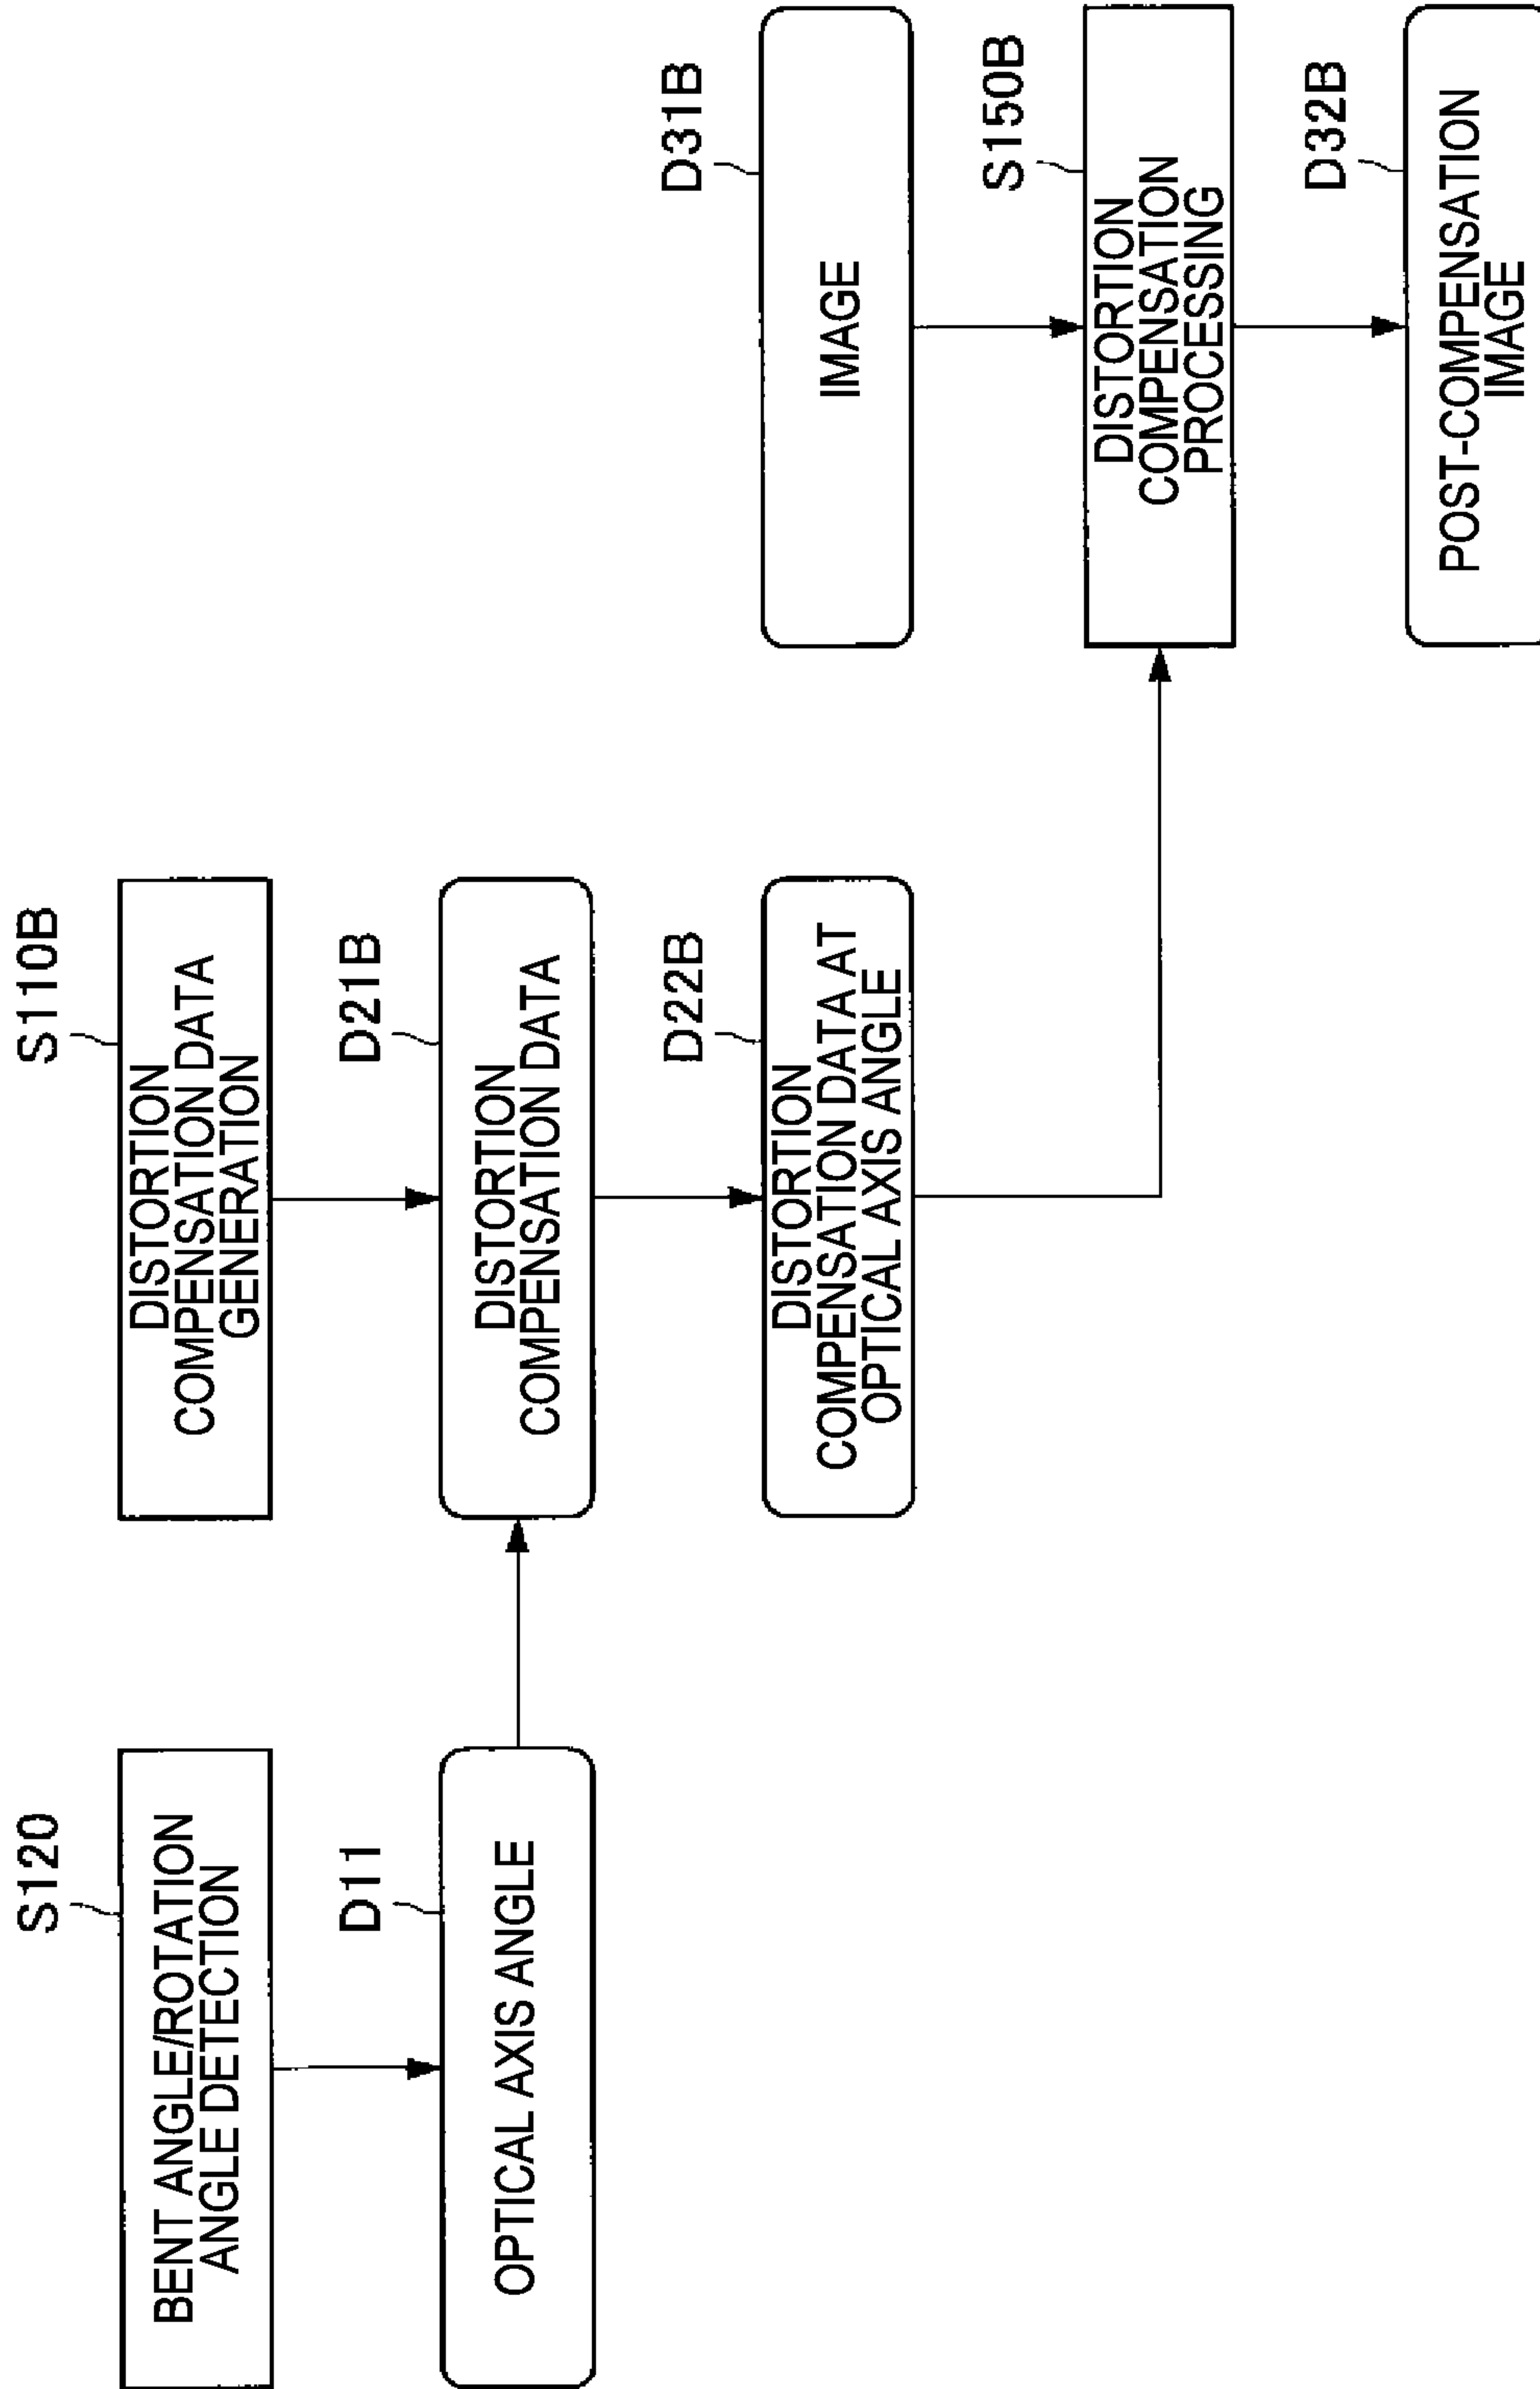 S120
BENT ANGLE/ROTATION
ANGLE DETECTION
D11
OPTICAL AXIS ANGLE
S110B
DISTORTION
COMPENSATION DATA
GENERATION
D21B
DISTORTION
COMPENSATION DATA
D22B
DISTORTION
COMPENSATION DATA AT
OPTICAL AXIS ANGLE
D31B
IMAGE
S150B
DISTORTION
COMPENSATION
PROCESSING
D32B
POST-COMPENSATION
IMAGE